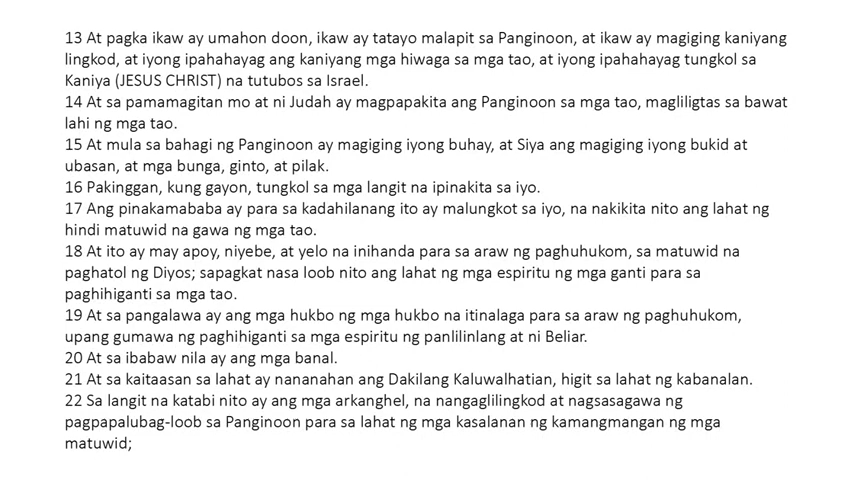 13 At pagka ikaw ay umahon doon, ikaw ay tatayo malapit sa Panginoon, at ikaw ay magiging kaniyang
lingkod, at iyong ipahahayag ang kaniyang mga hiwaga sa mga tao, at iyong ipahahayag tungkol sa
Kaniya (JESUS CHRIST) na tutubos sa Israel.
14 At sa pamamagitan mo at ni Judah ay magpapakita ang Panginoon sa mga tao, magliligtas sa bawat
lahi ng mga tao.
15 At mula sa bahagi ng Panginoon ay magiging iyong buhay, at Siya ang magiging iyong bukid at
ubasan, at mga bunga, ginto, at pilak.
16 Pakinggan, kung gayon, tungkol sa mga langit na ipinakita sa iyo.
17 Ang pinakamababa ay para sa kadahilanang ito ay malungkot sa iyo, na nakikita nito ang lahat ng
hindi matuwid na gawa ng mga tao.
18 At ito ay may apoy, niyebe, at yelo na inihanda para sa araw ng paghuhukom, sa matuwid na
paghatol ng Diyos; sapagkat nasa loob nito ang lahat ng mga espiritu ng mga ganti para sa
paghihiganti sa mga tao.
19 At sa pangalawa ay ang mga hukbo ng mga hukbo na itinalaga para sa araw ng paghuhukom,
upang gumawa ng paghihiganti sa mga espiritu ng panlilinlang at ni Beliar.
20 At sa ibabaw nila ay ang mga banal.
21 At sa kaitaasan sa lahat ay nananahan ang Dakilang Kaluwalhatian, higit sa lahat ng kabanalan.
22 Sa langit na katabi nito ay ang mga arkanghel, na nangaglilingkod at nagsasagawa ng
pagpapalubag-loob sa Panginoon para sa lahat ng mga kasalanan ng kamangmangan ng mga
matuwid;